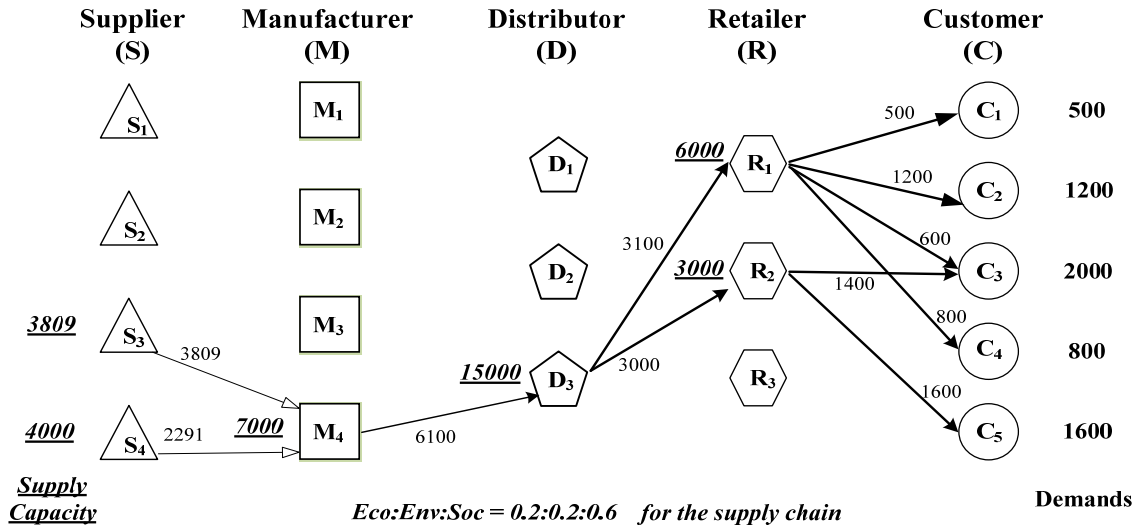 Supplier Manufacturer Distributor Retailer Customer
(S) (M) (D) (R) (C)
S1 M1 C1 500
500
D1 6000 R1
1200
S2 M2 C2 1200
3100 600
D2 3000 R2 C3 2000
1400
3809 S3 M3
800
3809 C4 800
15000 D3 3000 R3
1600
4000 S4 2291 7000 M4 6100 C5 1600
Supply
Capacity
Eco:Env:Soc = 0.2:0.2:0.6 for the supply chain
Demands